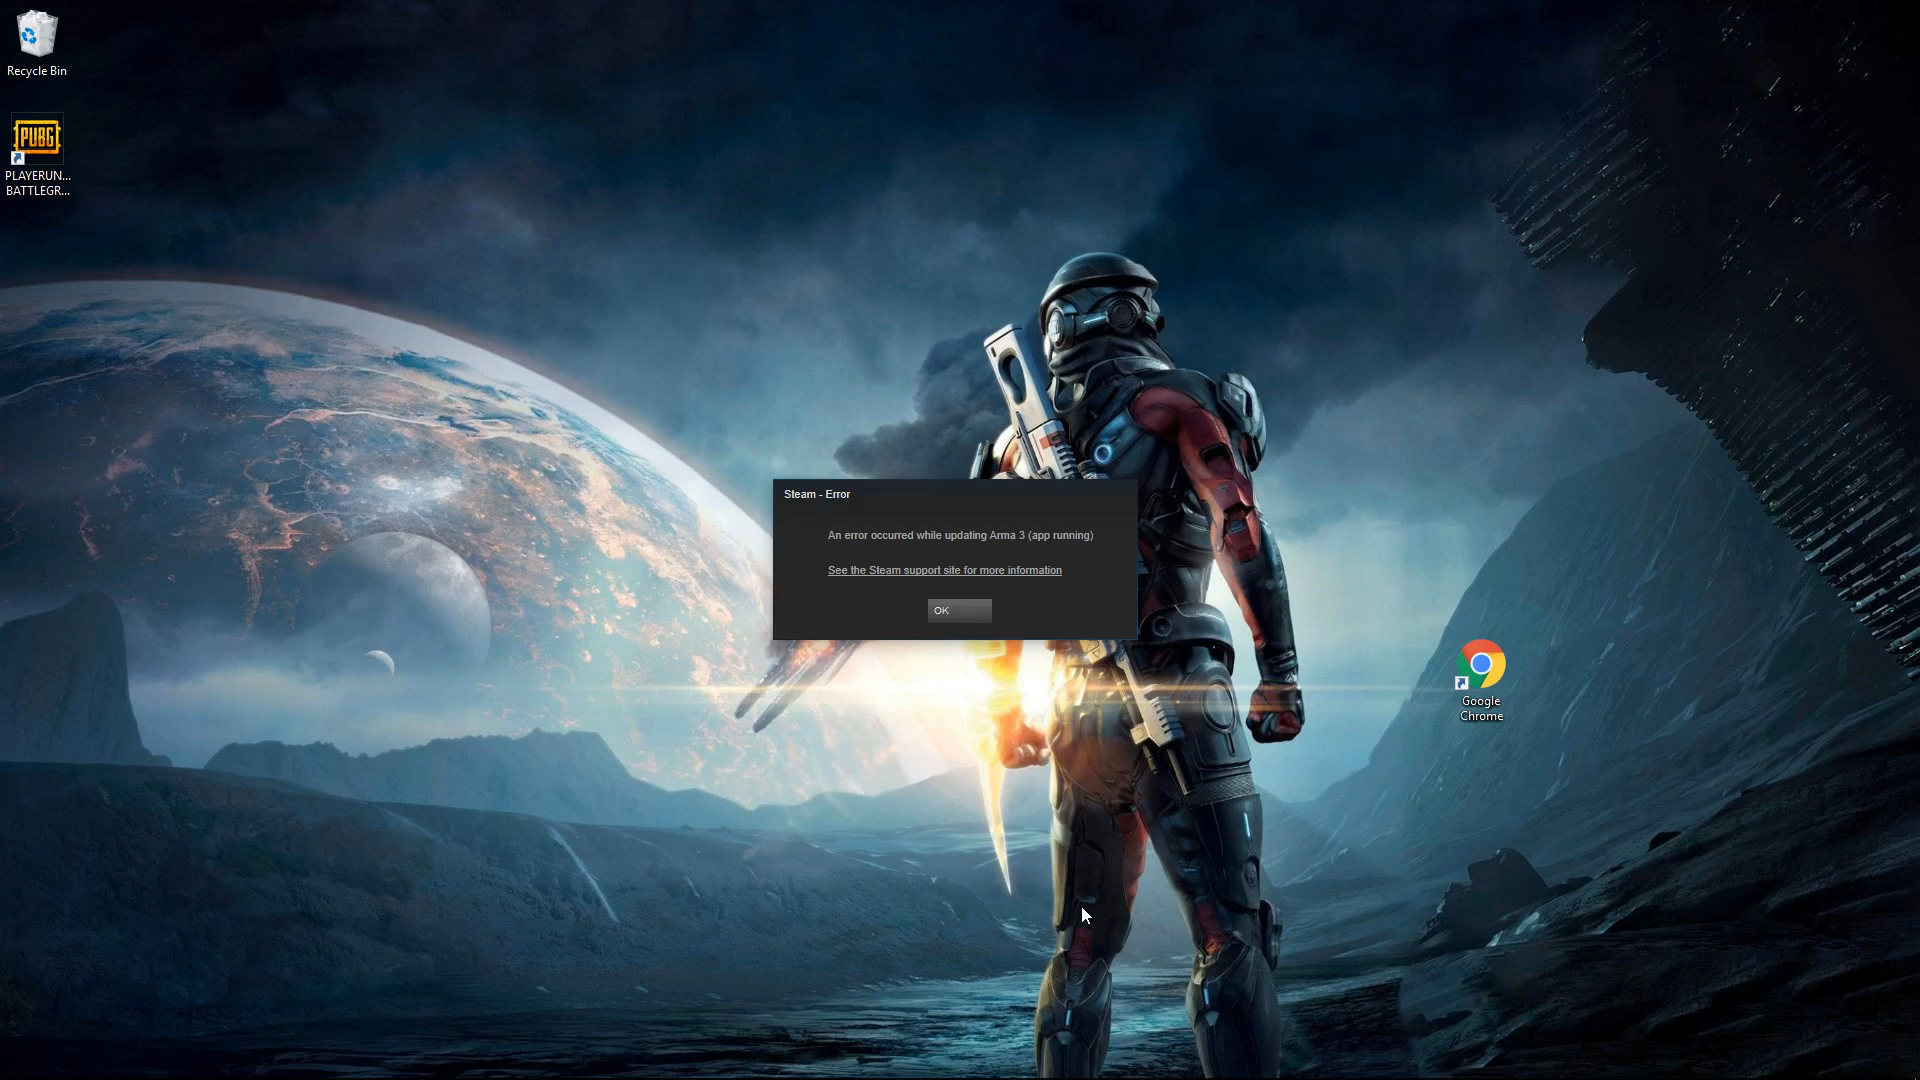 Recycle Bin
PUBG
PLAYERUN...
BATTLEGR...
Steam - Error
An error occurred while updating Arma 3 (app running)
See the Steam support site for more information
OK
Google
Chrome